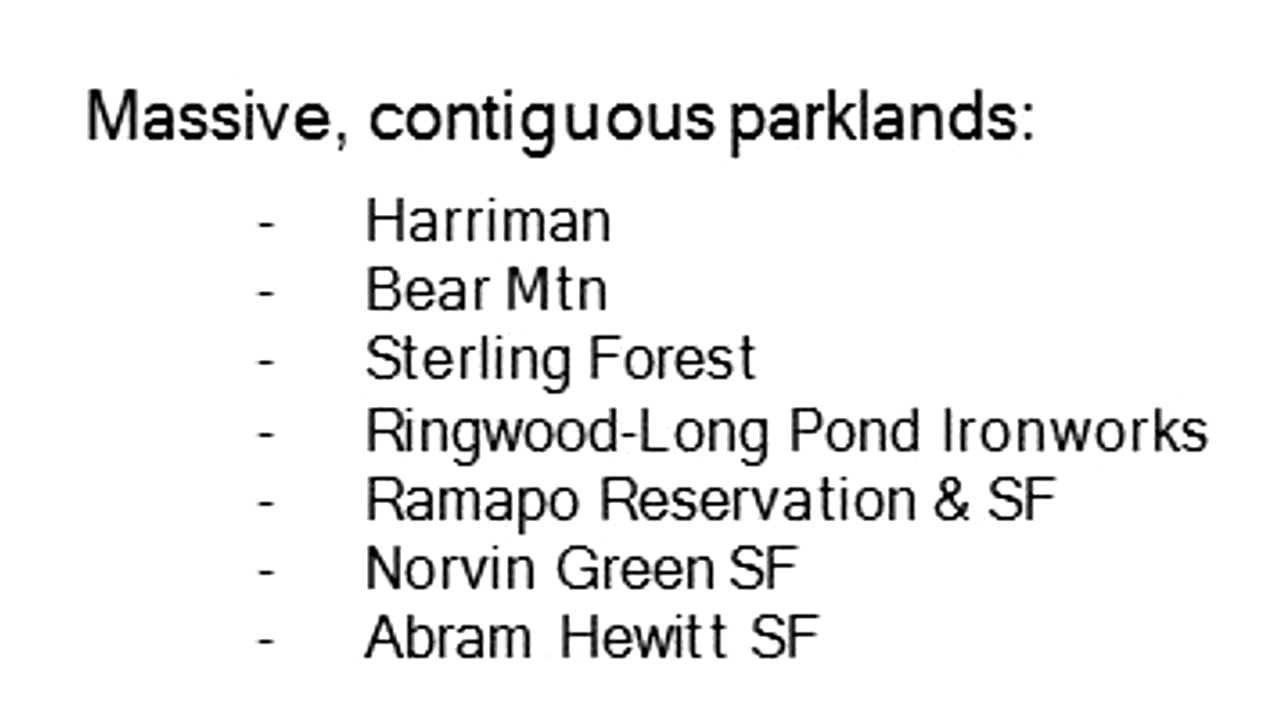 Massive, contiguous parklands:
- Harriman
- Bear Mtn
- Sterling Forest
- Ringwood-Long Pond Ironworks
- Ramapo Reservation & SF
- Norvin Green SF
- Abram Hewitt SF